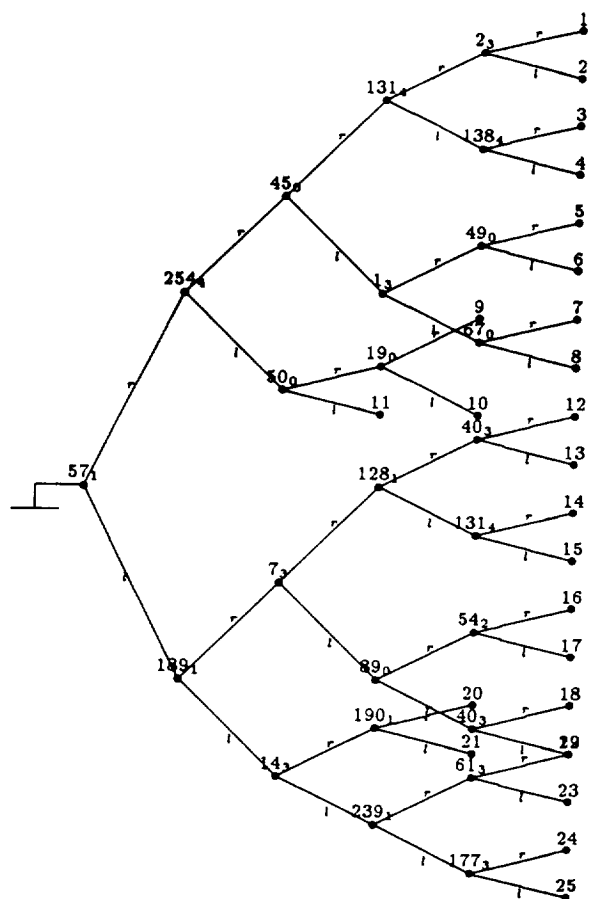 1
r
2₃
r
l
2
131₄
r
3
l
138₄
l
4
r
45₀
5
r
49₀
r
l
6
254₄
l
1₃
9
7
r
67₀
r
l
8
l
19₀
r
50₀
l
11
l
10
12
r
40₃
r
l
13
57₁
128₁
r
14
l
131₄
l
15
r
7₃
16
r
54₂
l
r
17
189₁
l
89₀
20
18
r
190₁
l
40₃
r
l
l
21
r
14₃
61₃
l
23
239₁
r
24
l
177₃
r
l
25